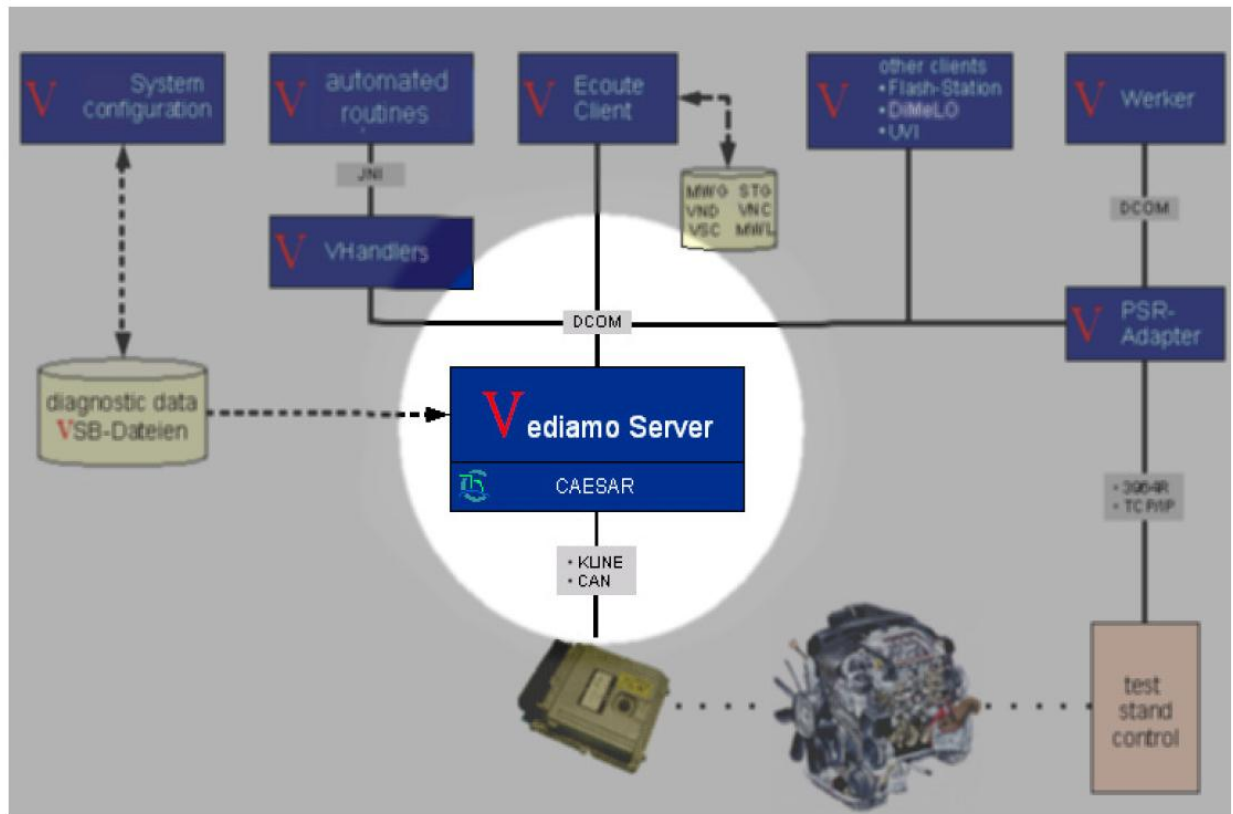 V System
configuration
V automated
routines
V Ecoute
Client
V other clients
• Flash-Station
• DiMeLO
• UVI
V Werker
JNI
MWG STG
VND VNC
VSC MWL
DCOM
V VHandlers
DCOM
V PSR-
Adapter
diagnostic data
VSB-Dateien
Vediamo Server
CAESAR
• 3964R
• TCP/IP
• KLINE
• CAN
test
stand
control